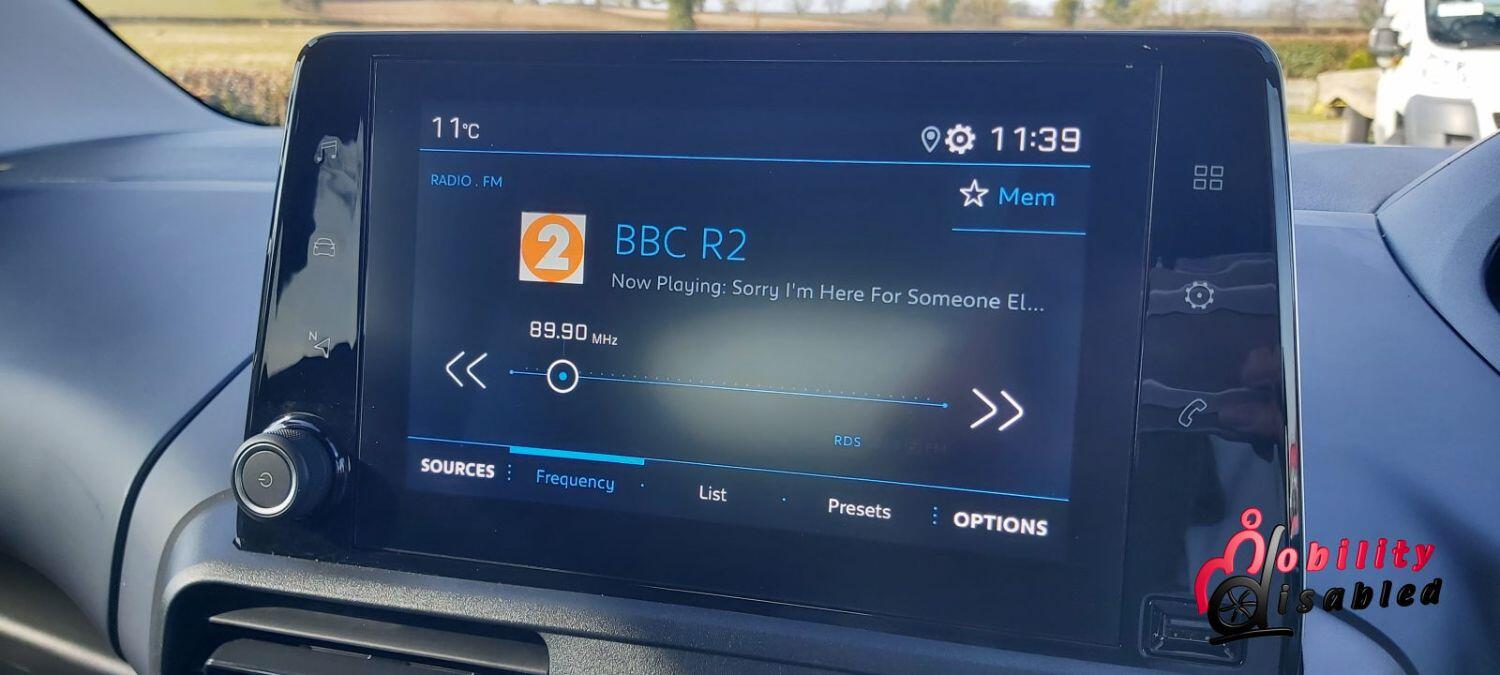 11°C
11:39
RADIO . FM
Mem
2
BBC R2
Now Playing: Sorry I'm Here For Someone El...
89.90 MHz
N
RDS
SOURCES
Frequency
List
Presets
OPTIONS
Mobility
Disabled